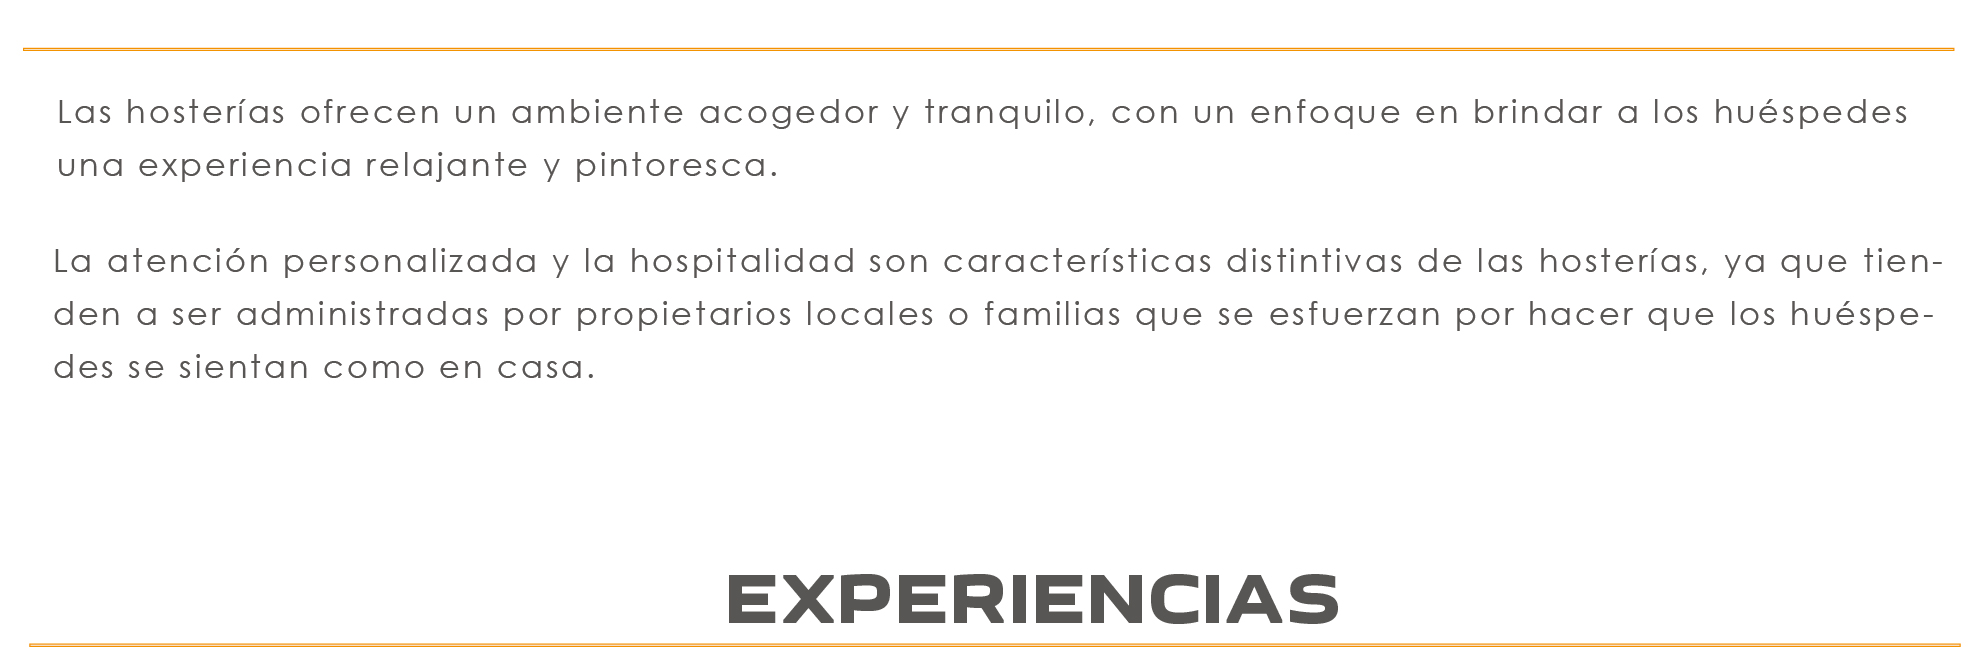 Las hosterías ofrecen un ambiente acogedor y tranquilo, con un enfoque en brindar a los huéspedes
una experiencia relajante y pintoresca.
La atención personalizada y la hospitalidad son características distintivas de las hosterías, ya que tien-
den a ser administradas por propietarios locales o familias que se esfuerzan por hacer que los huéspe-
des se sientan como en casa.
EXPERIENCIAS